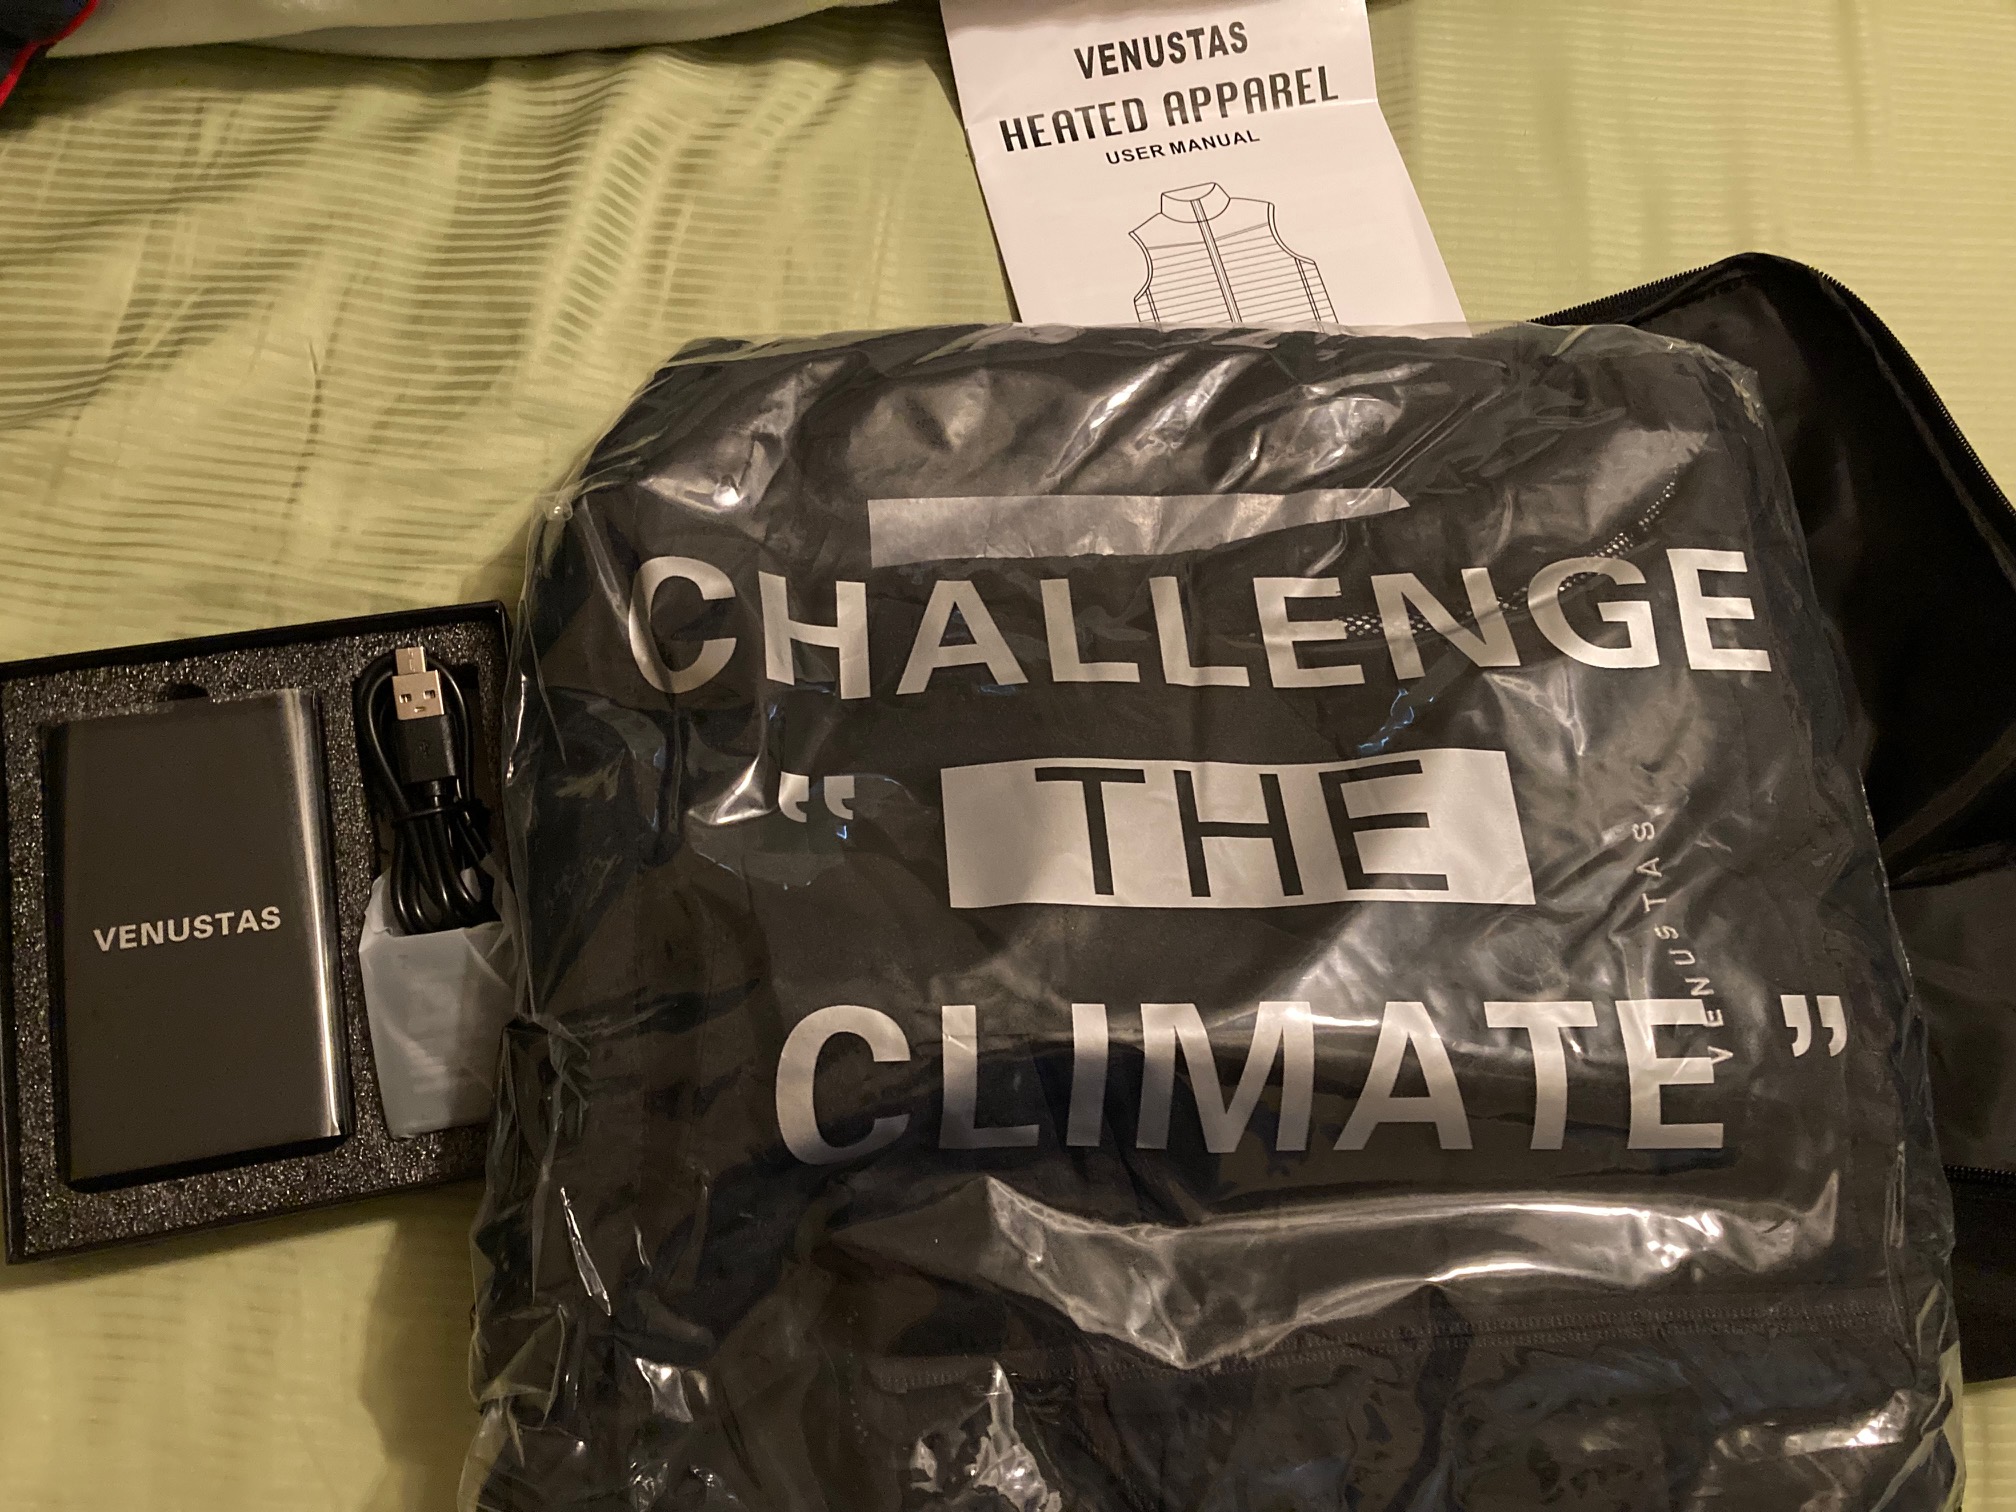 VENUSTAS
HEATED APPAREL
USER MANUAL
CHALLENGE
“ THE
CLIMATE ”
VENUSTAS
VENUSTAS